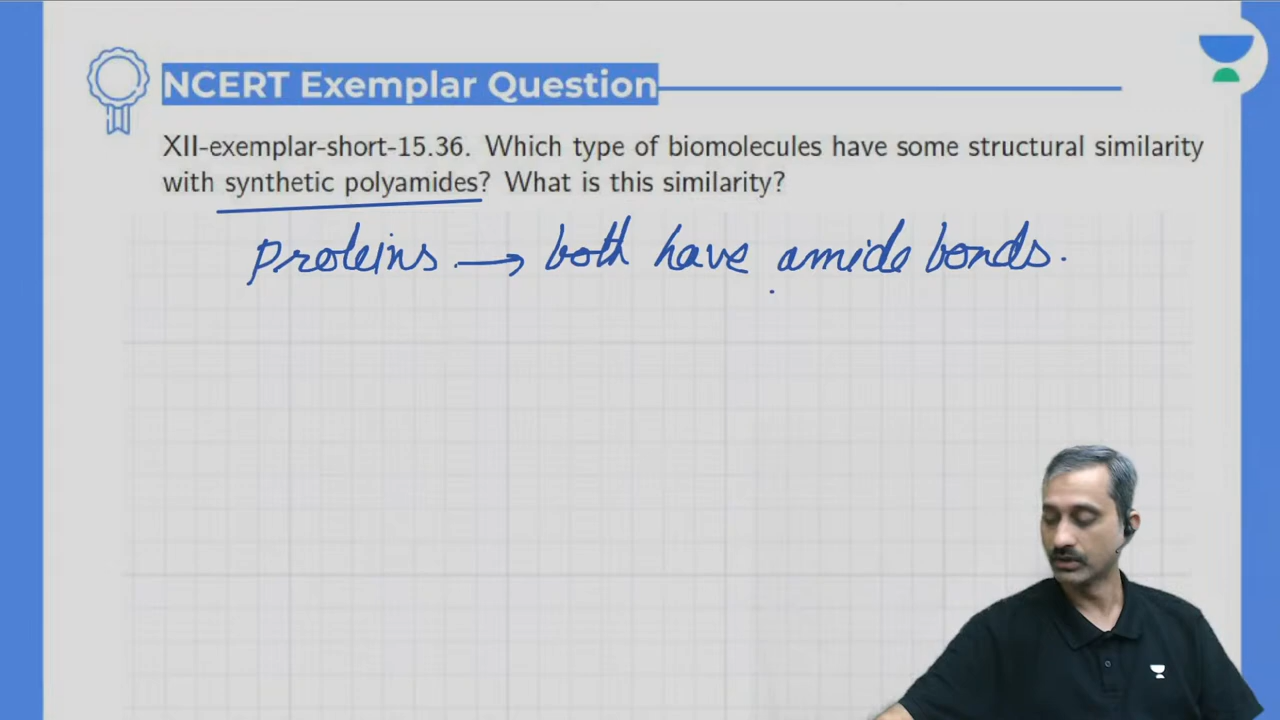 NCERT Exemplar Question
XII-exemplar-short-15.36. Which type of biomolecules have some structural similarity
with synthetic polyamides? What is this similarity?
Proteins → both have amide bonds.